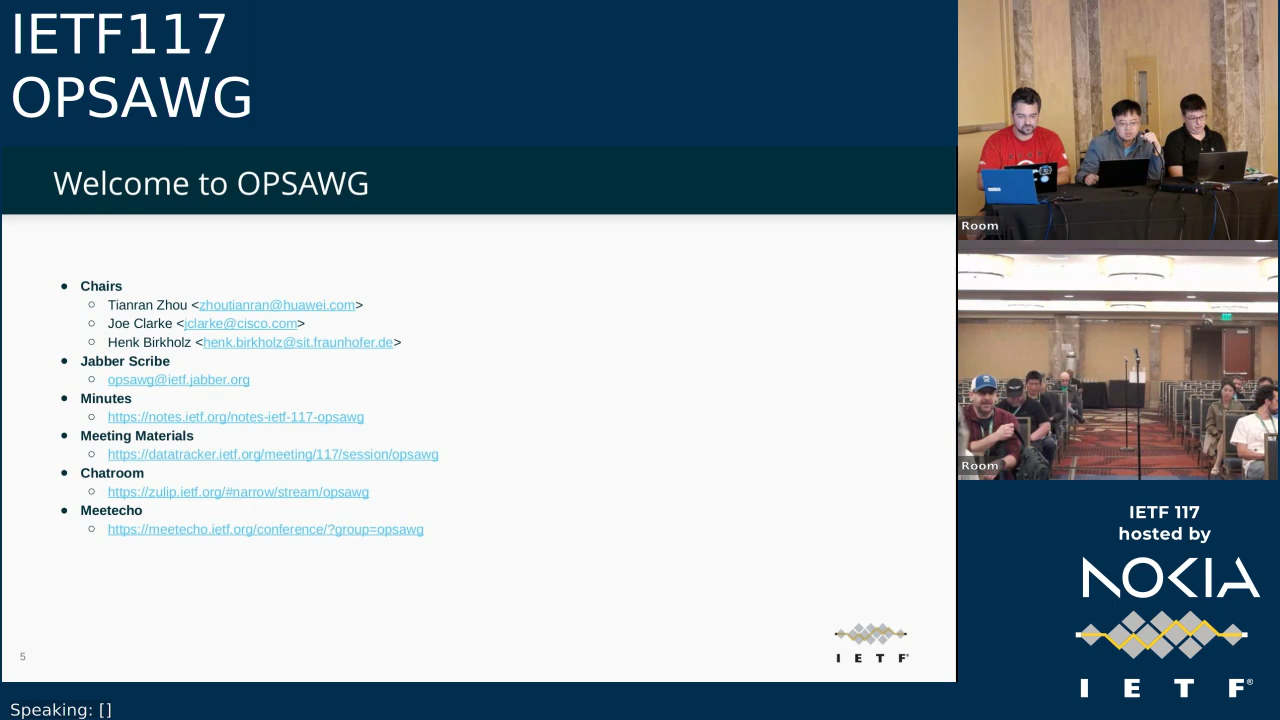 IETF117
OPSAWG
Welcome to OPSAWG
Chairs
Tianran Zhou <zhoutianran@huawei.com>
Joe Clarke <jclarke@cisco.com>
Henk Birkholz <henk.birkholz@sit.fraunhofer.de>
Jabber Scribe
opsawg@ietf.jabber.org
Minutes
https://notes.ietf.org/notes-ietf-117-opsawg
Meeting Materials
https://datatracker.ietf.org/meeting/117/session/opsawg
Chatroom
https://zulip.ietf.org/#narrow/stream/opsawg
Meetecho
https://meetecho.ietf.org/conference/?group=opsawg
5
I E T F®
Speaking: []
Room
Room
IETF 117
hosted by
NOKIA
I E T F®